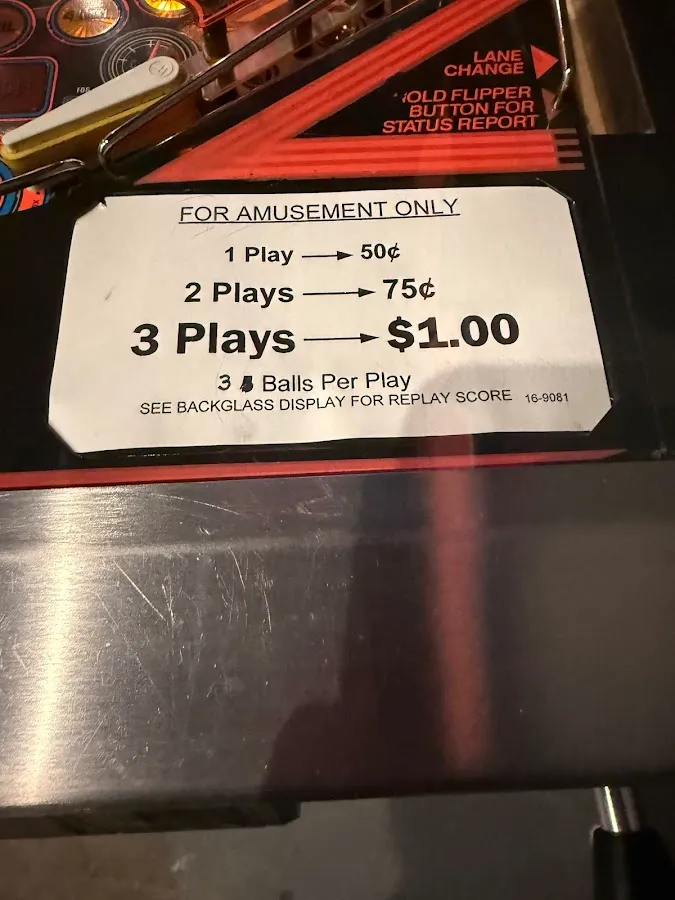 LANE
CHANGE
OLD FLIPPER
BUTTON FOR
STATUS REPORT
FOR AMUSEMENT ONLY
1 Play → 50¢
2 Plays → 75¢
3 Plays → $1.00
3 5 Balls Per Play
SEE BACKGLASS DISPLAY FOR REPLAY SCORE 16-9081